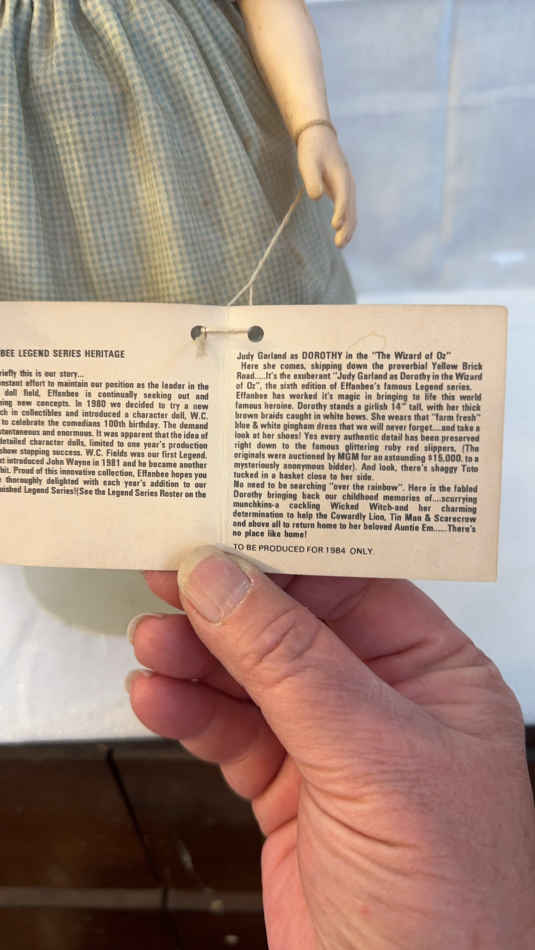 BEE LEGEND SERIES HERITAGE
riefly this is our story...
onstant effort to maintain our position as the leader in the
doll field, Effanbee is continually seeking out and
ing new concepts. In 1980 we decided to try a new
ch in collectibles and introduced a character doll, W.C.
to celebrate the comedians 100th birthday. The demand
stantaneous and enormous. It was apparent that the idea of
detailed character dolls, limited to one year's production
show stopping success. W.C. Fields was our first Legend.
xt introduced John Wayne in 1981 and he became another
bit. Proud of this innovative collection, Effanbee hopes you
e thoroughly delighted with each year's addition to our
uished Legend Series!(See the Legend Series Roster on the
Judy Garland as DOROTHY in the "The Wizard of Oz"
Here she comes, skipping down the proverbial Yellow Brick
Road.....It's the exuberant "Judy Garland as Dorothy in the Wizard
of Oz", the sixth edition of Effanbee's famous Legend series.
Effanbee has worked it's magic in bringing to life this world
famous heroine. Dorothy stands a girlish 14" tall, with her thick
brown braids caught in white bows. She wears that "farm fresh"
blue & white gingham dress that we will never forget....and take a
look at her shoes! Yes every authentic detail has been preserved
right down to the famous glittering ruby red slippers, (The
originals were auctioned by MGM for an astounding $15,000. to a
mysteriously anonymous bidder). And look, there's shaggy Toto
tucked in a basket close to her side.
No need to be searching "over the rainbow". Here is the fabled
Dorothy bringing back our childhood memories of....scurrying
munchkins-a cackling Wicked Witch-and her charming
determination to help the Cowardly Lion, Tin Man & Scarecrow
and above all to return home to her beloved Auntie Em.....There's
no place like home!
TO BE PRODUCED FOR 1984 ONLY.